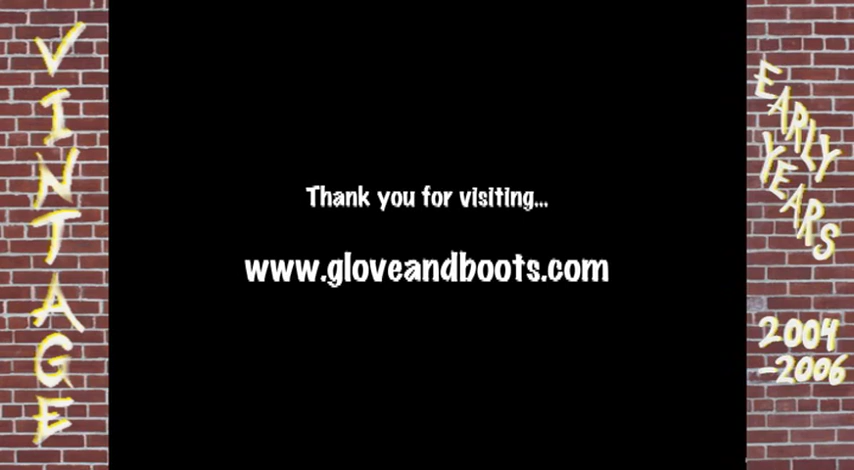 VINTAGE
Thank you for visiting...
www.gloveandboots.com
EARLY
YEARS
2004
-2006